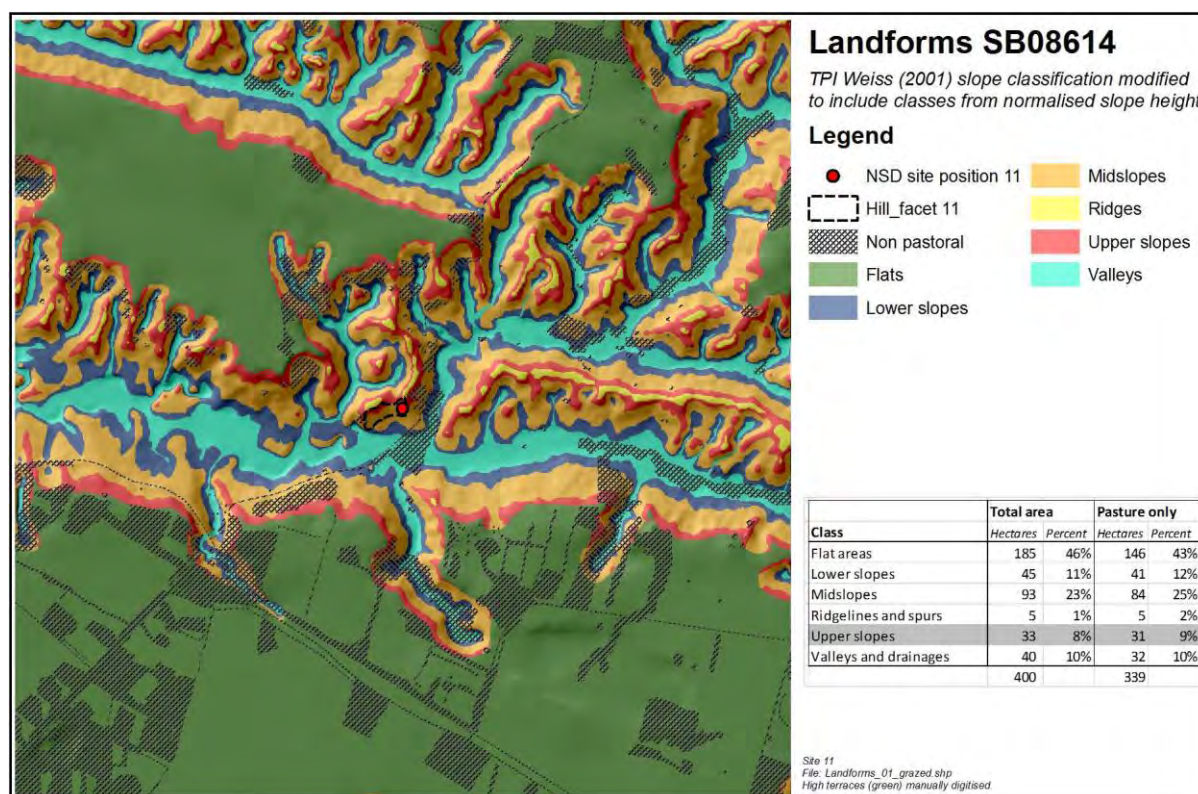 Landforms SB08614
TPI Weiss (2001) slope classification modified
to include classes from normalised slope height
Legend
NSD site position 11 Midslopes
Hill_facet 11 Ridges
Non pastoral Upper slopes
Flats Valleys
Lower slopes
Total area Pasture only
Class Hectares Percent Hectares Percent
Flat areas 185 46% 146 43%
Lower slopes 45 11% 41 12%
Midslopes 93 23% 84 25%
Ridgelines and spurs 5 1% 5 2%
Upper slopes 33 8% 31 9%
Valleys and drainages 40 10% 32 10%
400 339
Site 11
File: Landforms_01_grazed.shp
High terraces (green) manually digitised